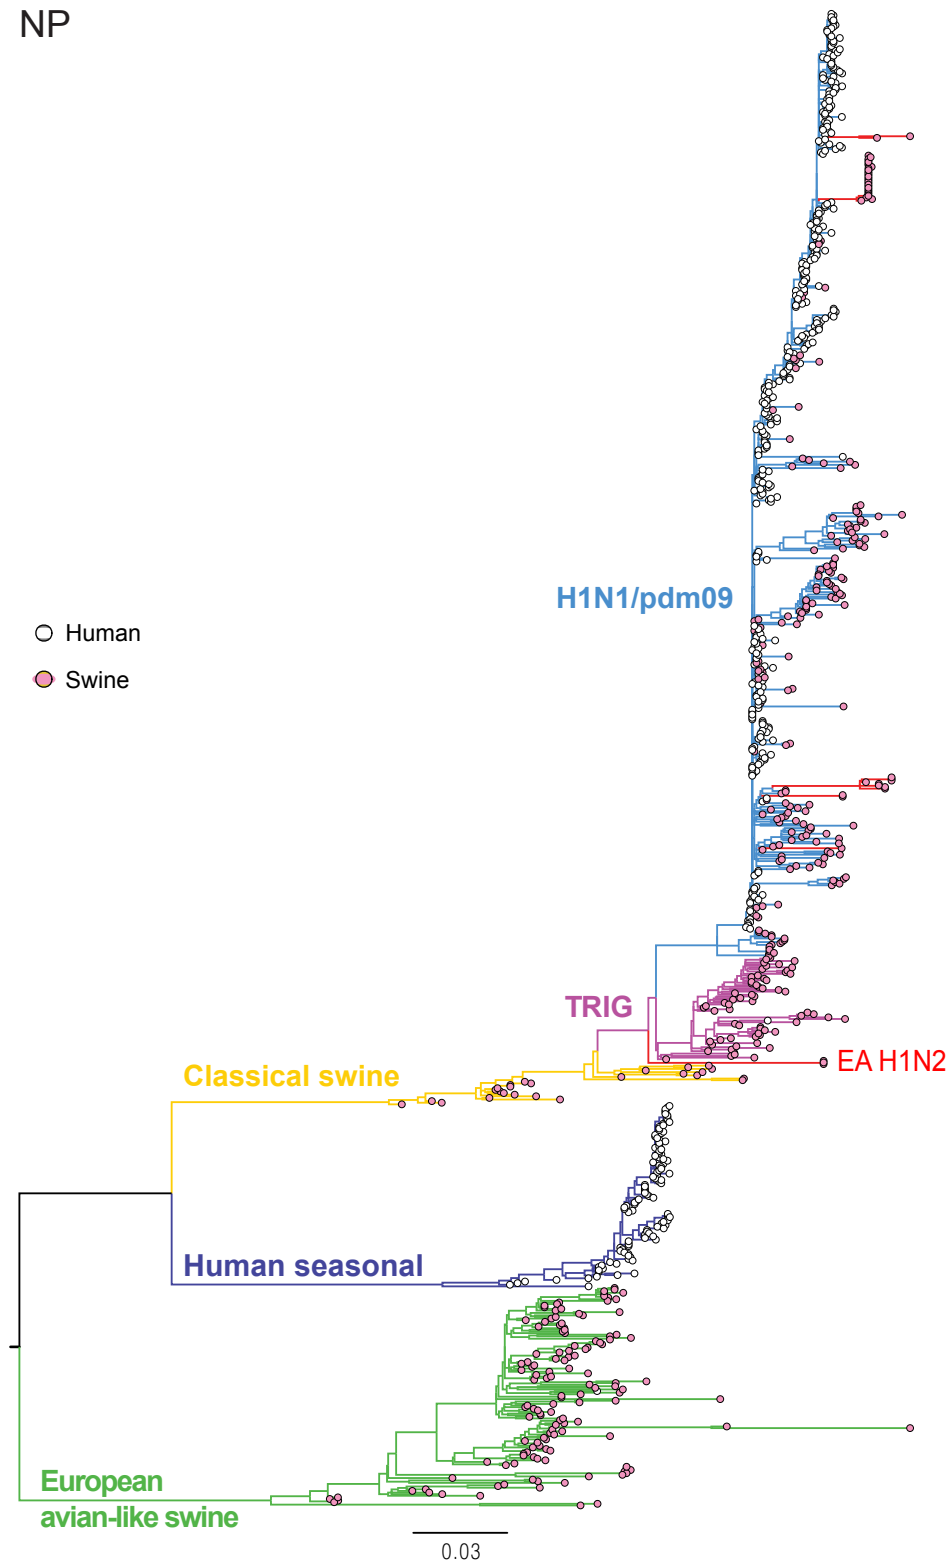 NP
H1N1/pdm09
Human
Swine
TRIG
EA H1N2
Classical swine
Human seasonal
European
avian-like swine
0.03